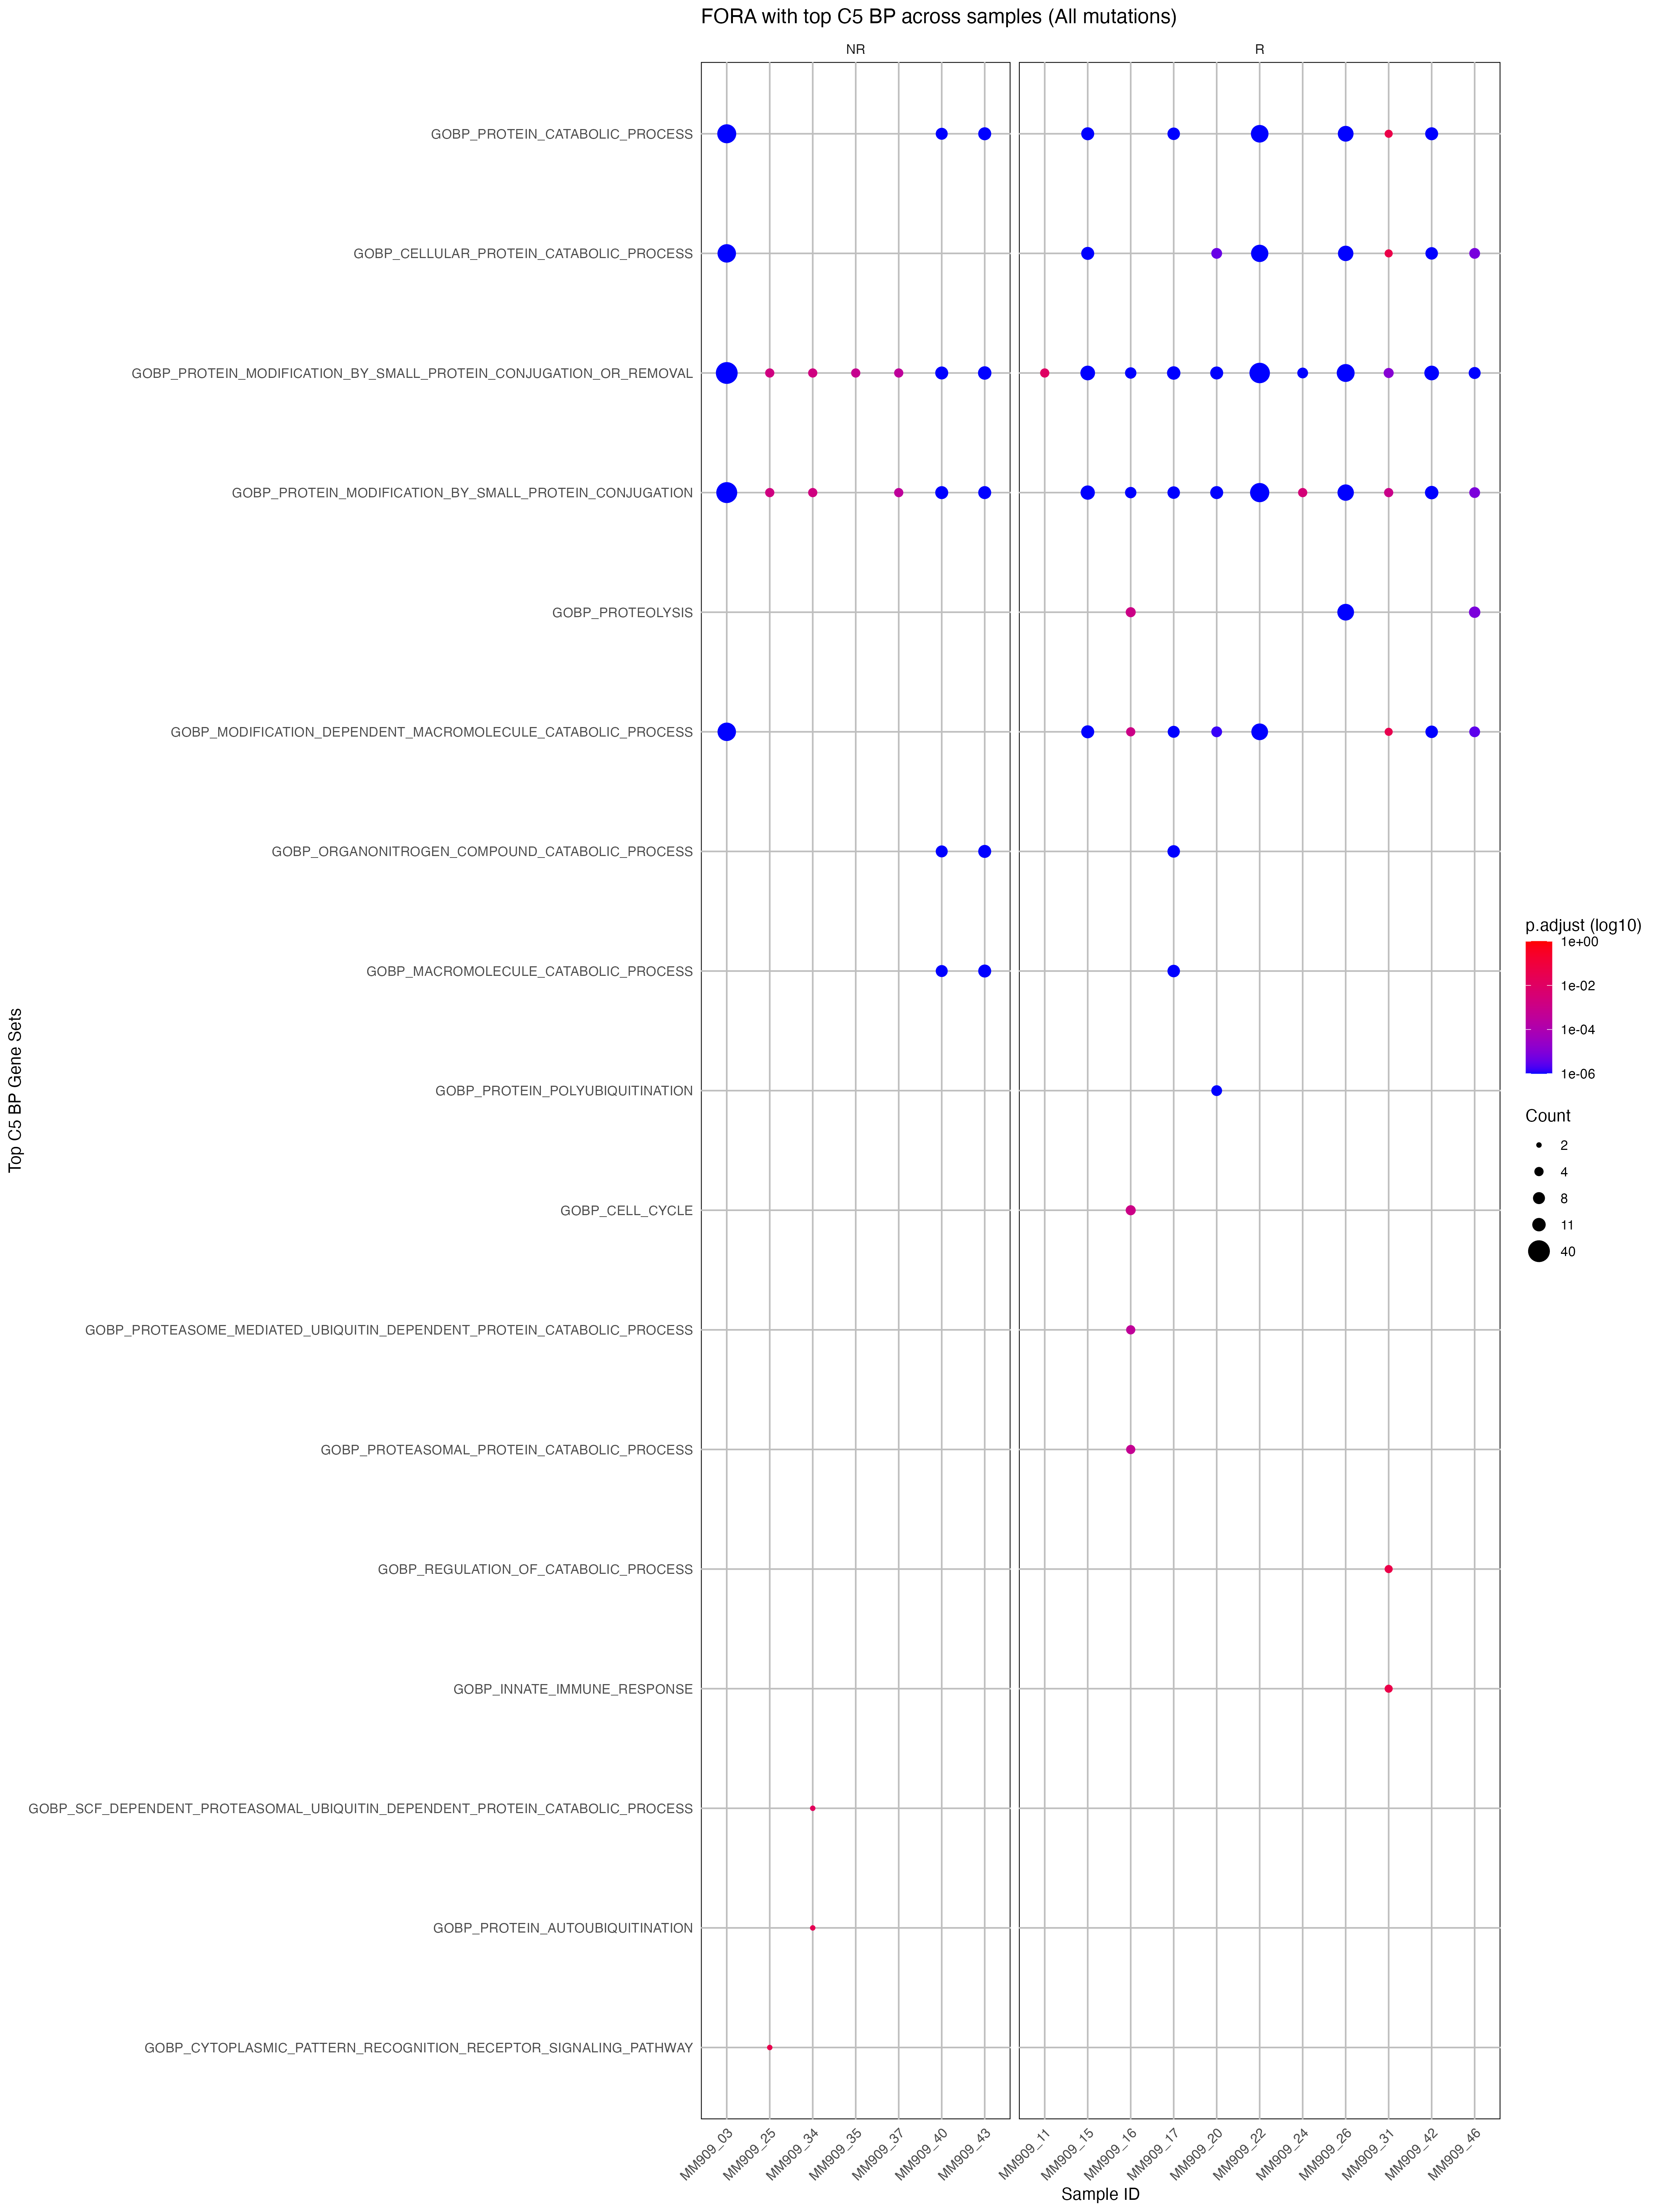 FORA with top C5 BP across samples (All mutations)
NR
R
GOBP_PROTEIN_CATABOLIC_PROCESS
GOBP_CELLULAR_PROTEIN_CATABOLIC_PROCESS
GOBP_PROTEIN_MODIFICATION_BY_SMALL_PROTEIN_CONJUGATION_OR_REMOVAL
GOBP_PROTEIN_MODIFICATION_BY_SMALL_PROTEIN_CONJUGATION
GOBP_PROTEOLYSIS
GOBP_MODIFICATION_DEPENDENT_MACROMOLECULE_CATABOLIC_PROCESS
GOBP_ORGANONITROGEN_COMPOUND_CATABOLIC_PROCESS
GOBP_MACROMOLECULE_CATABOLIC_PROCESS
GOBP_PROTEIN_POLYUBIQUITINATION
GOBP_CELL_CYCLE
GOBP_PROTEASOME_MEDIATED_UBIQUITIN_DEPENDENT_PROTEIN_CATABOLIC_PROCESS
GOBP_PROTEASOMAL_PROTEIN_CATABOLIC_PROCESS
GOBP_REGULATION_OF_CATABOLIC_PROCESS
GOBP_INNATE_IMMUNE_RESPONSE
GOBP_SCF_DEPENDENT_PROTEASOMAL_UBIQUITIN_DEPENDENT_PROTEIN_CATABOLIC_PROCESS
GOBP_PROTEIN_AUTOUBIQUITINATION
GOBP_CYTOPLASMIC_PATTERN_RECOGNITION_RECEPTOR_SIGNALING_PATHWAY
Top C5 BP Gene Sets
MM909_03
MM909_25
MM909_34
MM909_35
MM909_37
MM909_40
MM909_43
MM909_11
MM909_15
MM909_16
MM909_17
MM909_20
MM909_22
MM909_24
MM909_26
MM909_31
MM909_42
MM909_46
Sample ID
p.adjust (log10)
1e+00
1e-02
1e-04
1e-06
Count
2
4
8
11
40